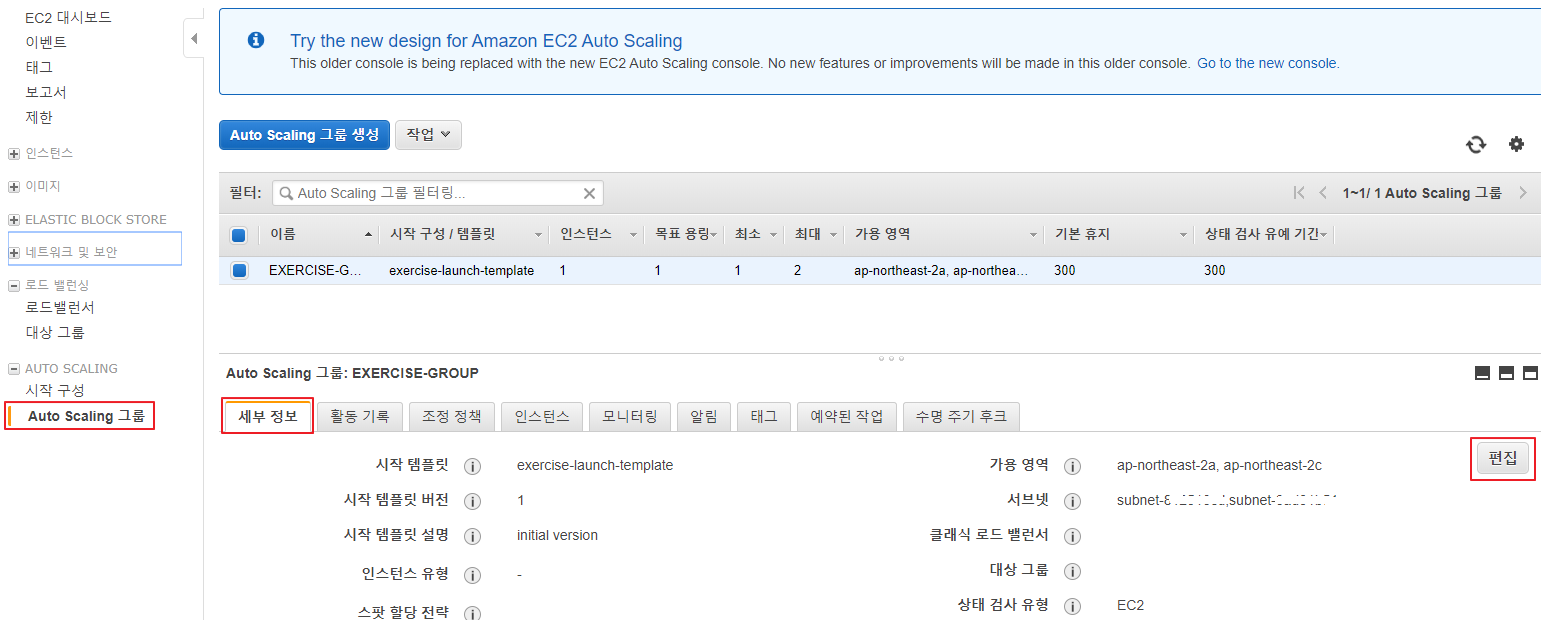 EC2 대시보드
이벤트
태그
보고서
제한
인스턴스
이미지
ELASTIC BLOCK STORE
네트워크 및 보안
로드 밸런싱
로드밸런서
대상 그룹
AUTO SCALING
시작 구성
Auto Scaling 그룹
Try the new design for Amazon EC2 Auto Scaling
This older console is being replaced with the new EC2 Auto Scaling console. No new features or improvements will be made in this older console. Go to the new console.
Auto Scaling 그룹 생성 작업
필터: Auto Scaling 그룹 필터링... 1~1/ 1 Auto Scaling 그룹
이름 시작 구성 / 템플릿 인스턴스 목표 용량 최소 최대 가용 영역 기본 휴지 상태 검사 유예 기간
EXERCISE-G... exercise-launch-template 1 1 1 2 ap-northeast-2a, ap-northea... 300 300
Auto Scaling 그룹: EXERCISE-GROUP
세부 정보 활동 기록 조정 정책 인스턴스 모니터링 알림 태그 예약된 작업 수명 주기 후크
편집
시작 템플릿 exercise-launch-template 가용 영역 ap-northeast-2a, ap-northeast-2c
시작 템플릿 버전 1 서브넷
시작 템플릿 설명 initial version 클래식 로드 밸런서
인스턴스 유형 - 대상 그룹
스팟 할당 전략 상태 검사 유형 EC2